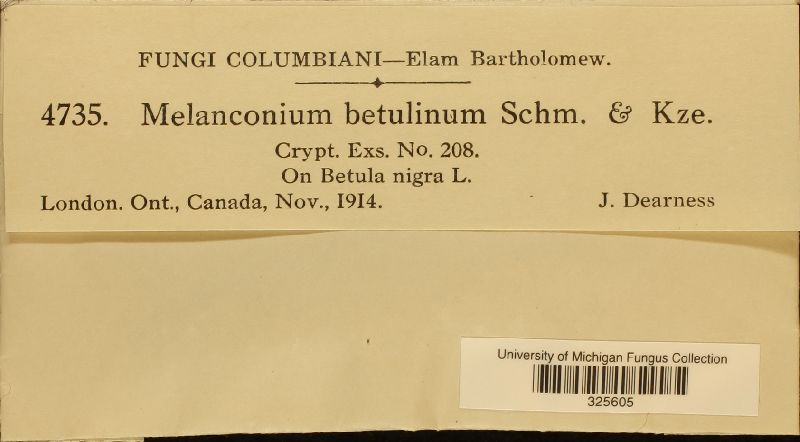 FUNGI COLUMBIANI—Elam Bartholomew.
4735. Melanconium betulinum Schm. & Kze.
Crypt. Exs. No. 208.
On Betula nigra L.
London. Ont., Canada, Nov., 1914. J. Dearness
University of Michigan Fungus Collection
325605